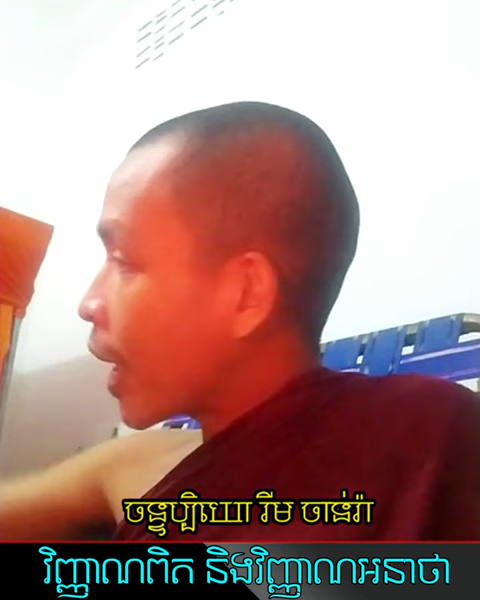 ចន្ទប្បិយោ រីម ចាន់រ៉ា
វិញ្ញាណពិត និងវិញ្ញាណអនាថា